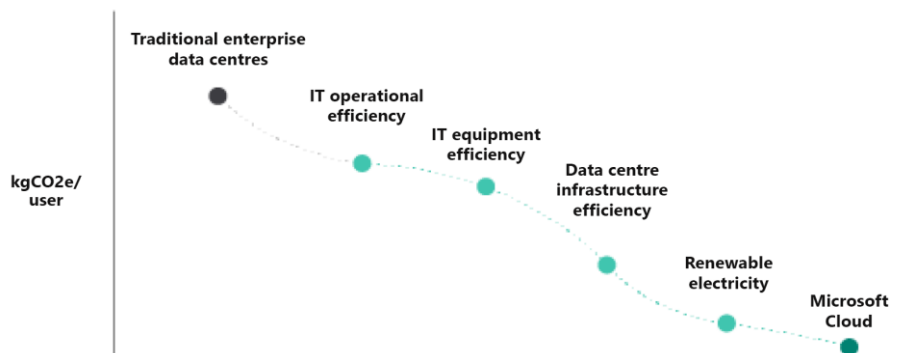 Traditional enterprise
data centres
IT operational
efficiency
IT equipment
efficiency
Data centre
infrastructure
efficiency
kgCO2e/
user
Renewable
electricity
Microsoft
Cloud